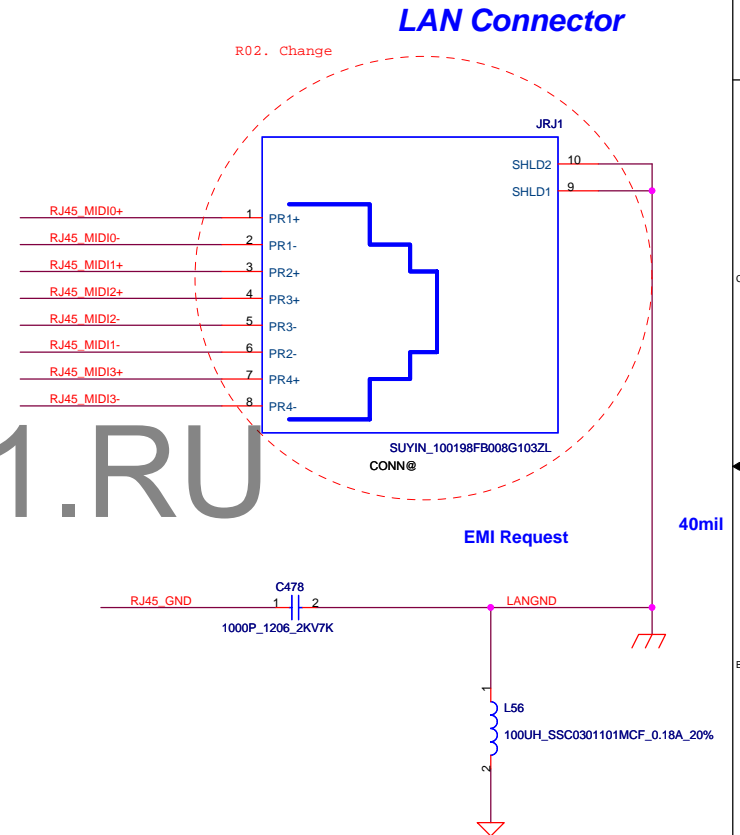 LAN Connector
R02. Change
JRJ1
SHLD2 10
SHLD1 9
RJ45_MIDI0+ 1 PR1+
RJ45_MIDI0- 2 PR1-
RJ45_MIDI1+ 3 PR2+
RJ45_MIDI2+ 4 PR3+
RJ45_MIDI2- 5 PR3-
RJ45_MIDI1- 6 PR2-
RJ45_MIDI3+ 7 PR4+
RJ45_MIDI3- 8 PR4-
1.RU
SUYIN_100198FB008G103ZL
CONN@
EMI Request
40mil
C478
RJ45_GND 1 2 LANGND
1000P_1206_2KV7K
1
L56
100UH_SSC0301101MCF_0.18A_20%
2